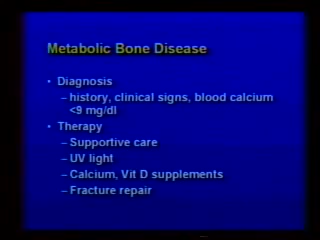 Metabolic Bone Disease
• Diagnosis
– history, clinical signs, blood calcium
<9 mg/dl
• Therapy
– Supportive care
– UV light
– Calcium, Vit D supplements
– Fracture repair